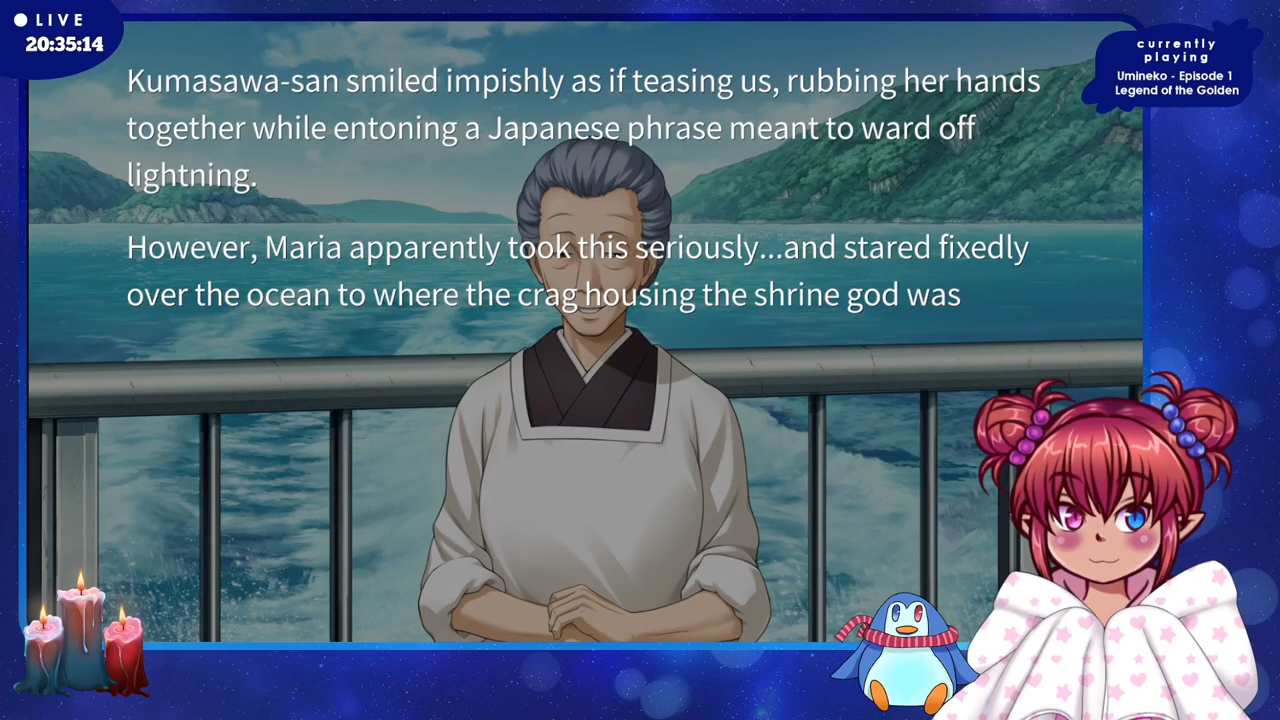 LIVE
20:35:14
currently
playing
Umineko - Episode 1
Legend of the Golden
Kumasawa-san smiled impishly as if teasing us, rubbing her hands
together while entoning a Japanese phrase meant to ward off
lightning.
However, Maria apparently took this seriously...and stared fixedly
over the ocean to where the crag housing the shrine god was